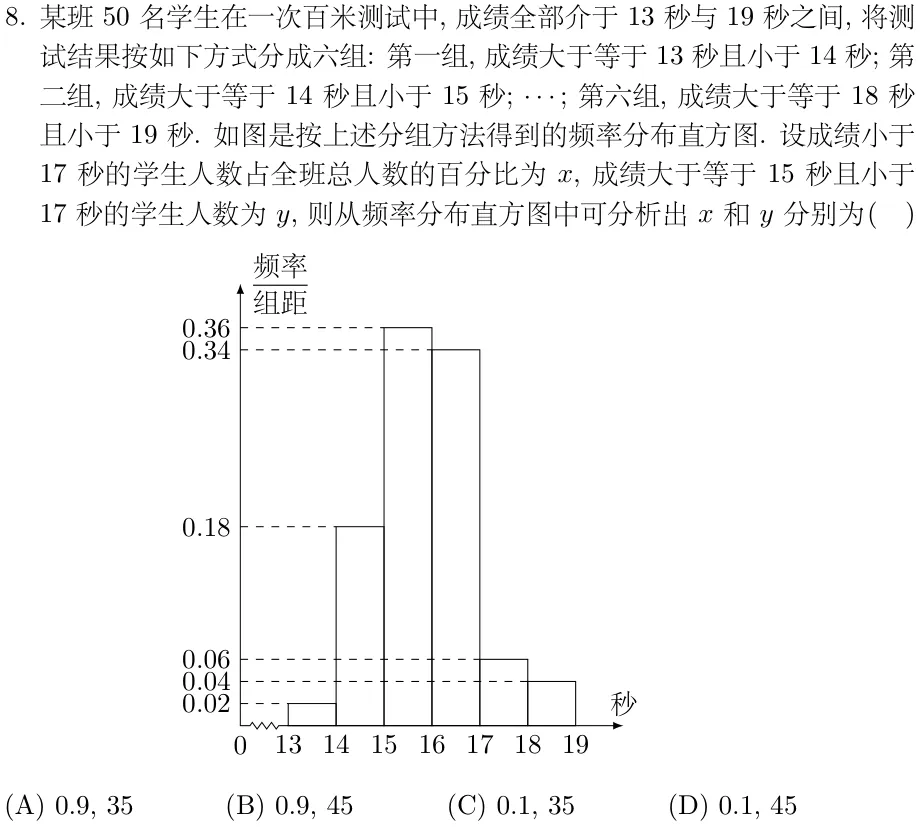 8. 某班 50 名学生在一次百米测试中, 成绩全部介于 13 秒与 19 秒之间, 将测
试结果按如下方式分成六组: 第一组, 成绩大于等于 13 秒且小于 14 秒; 第
二组, 成绩大于等于 14 秒且小于 15 秒; ···; 第六组, 成绩大于等于 18 秒
且小于 19 秒. 如图是按上述分组方法得到的频率分布直方图. 设成绩小于
17 秒的学生人数占全班总人数的百分比为 x, 成绩大于等于 15 秒且小于
17 秒的学生人数为 y, 则从频率分布直方图中可分析出 x 和 y 分别为( )
频率
组距
0.36
0.34
0.18
0.06
0.04
0.02
秒
0 13 14 15 16 17 18 19
(A) 0.9, 35 (B) 0.9, 45 (C) 0.1, 35 (D) 0.1, 45